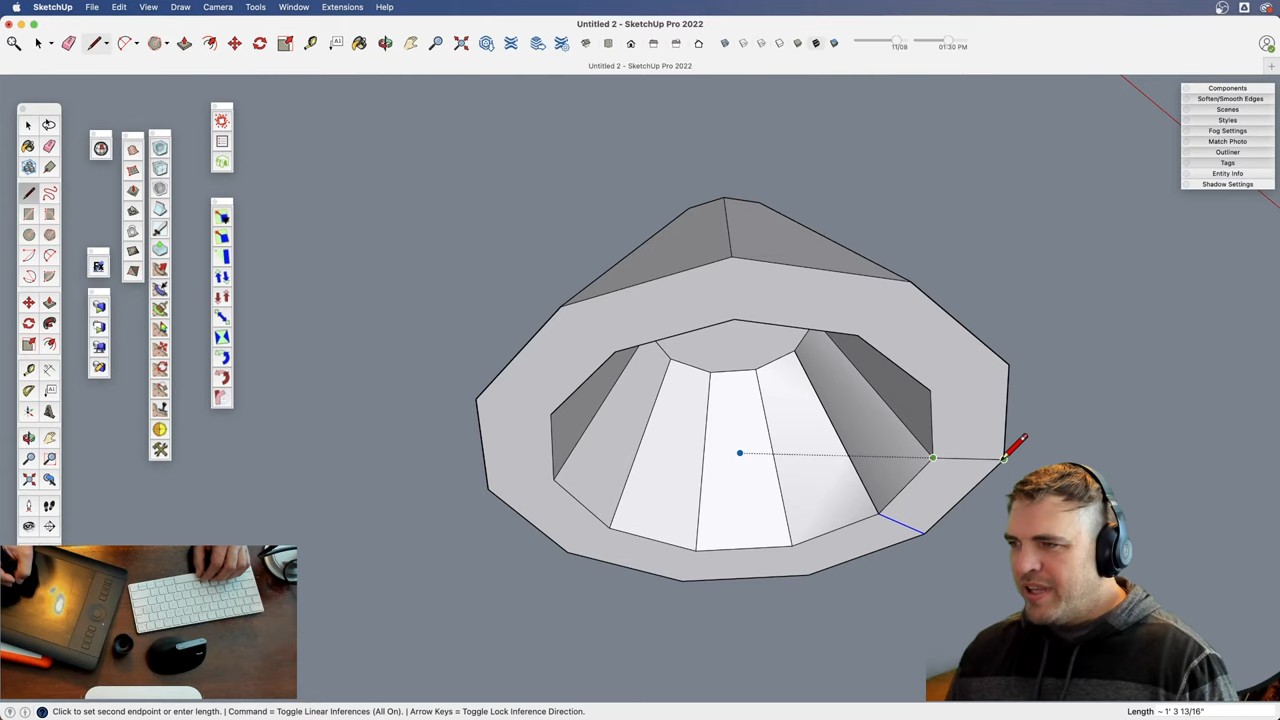 SketchUp File Edit View Draw Camera Tools Window Extensions Help
Untitled 2 - SketchUp Pro 2022
11/08 01:30 PM
Untitled 2 - SketchUp Pro 2022
Components
Soften/Smooth Edges
Scenes
Styles
Fog Settings
Match Photo
Outliner
Tags
Entity Info
Shadow Settings
Click to set second endpoint or enter length. | Command = Toggle Linear Inferences (All On). | Arrow Keys = Toggle Lock Inference Direction. Length ~ 1' 3 13/16"